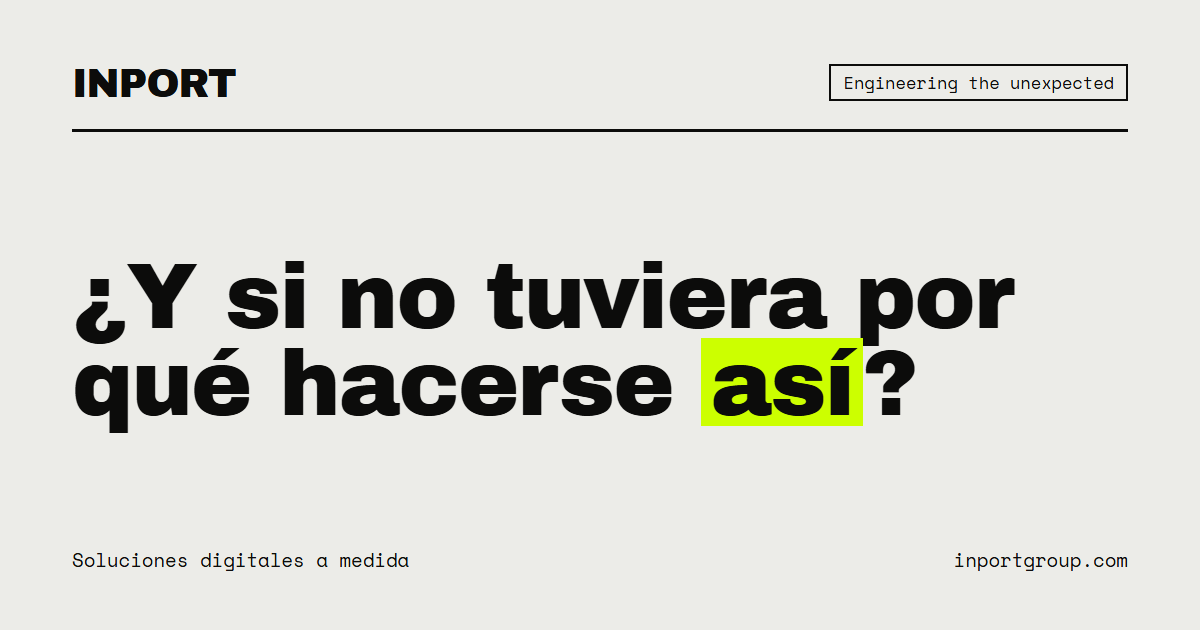 INPORT
Engineering the unexpected
¿Y si no tuviera por
qué hacerse así?
Soluciones digitales a medida
inportgroup.com